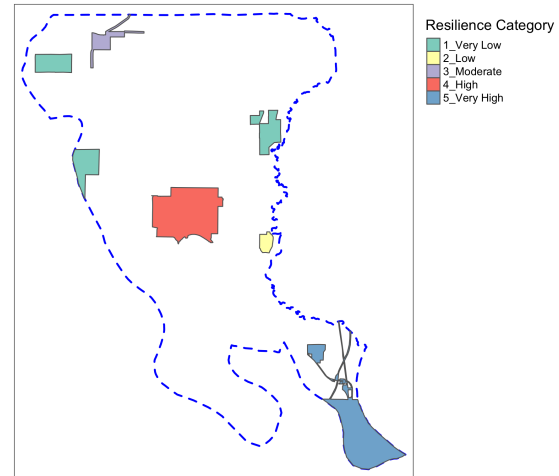 Resilience Category
1_Very Low
2_Low
3_Moderate
4_High
5_Very High